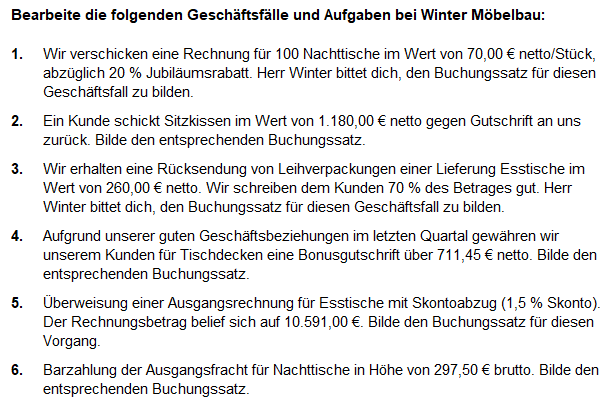 Bearbeite die folgenden Geschäftsfälle und Aufgaben bei Winter Möbelbau:
1. Wir verschicken eine Rechnung für 100 Nachttische im Wert von 70,00 € netto/Stück,
abzüglich 20 % Jubiläumsrabatt. Herr Winter bittet dich, den Buchungssatz für diesen
Geschäftsfall zu bilden.
2. Ein Kunde schickt Sitzkissen im Wert von 1.180,00 € netto gegen Gutschrift an uns
zurück. Bilde den entsprechenden Buchungssatz.
3. Wir erhalten eine Rücksendung von Leihverpackungen einer Lieferung Esstische im
Wert von 260,00 € netto. Wir schreiben dem Kunden 70 % des Betrages gut. Herr
Winter bittet dich, den Buchungssatz für diesen Geschäftsfall zu bilden.
4. Aufgrund unserer guten Geschäftsbeziehungen im letzten Quartal gewähren wir
unserem Kunden für Tischdecken eine Bonusgutschrift über 711,45 € netto. Bilde den
entsprechenden Buchungssatz.
5. Überweisung einer Ausgangsrechnung für Esstische mit Skontoabzug (1,5 % Skonto).
Der Rechnungsbetrag belief sich auf 10.591,00 €. Bilde den Buchungssatz für diesen
Vorgang.
6. Barzahlung der Ausgangsfracht für Nachttische in Höhe von 297,50 € brutto. Bilde den
entsprechenden Buchungssatz.